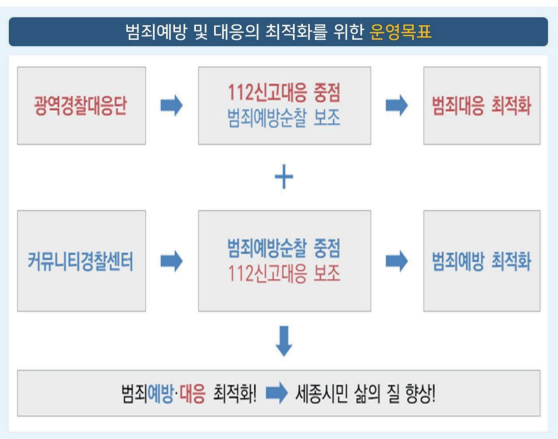 범죄예방 및 대응의 최적화를 위한 운영목표
광역경찰대응단
112신고대응 중점
범죄예방순찰 보조
범죄대응 최적화
+
커뮤니티경찰센터
범죄예방순찰 중점
112신고대응 보조
범죄예방 최적화
범죄예방·대응 최적화! 세종시민 삶의 질 향상!